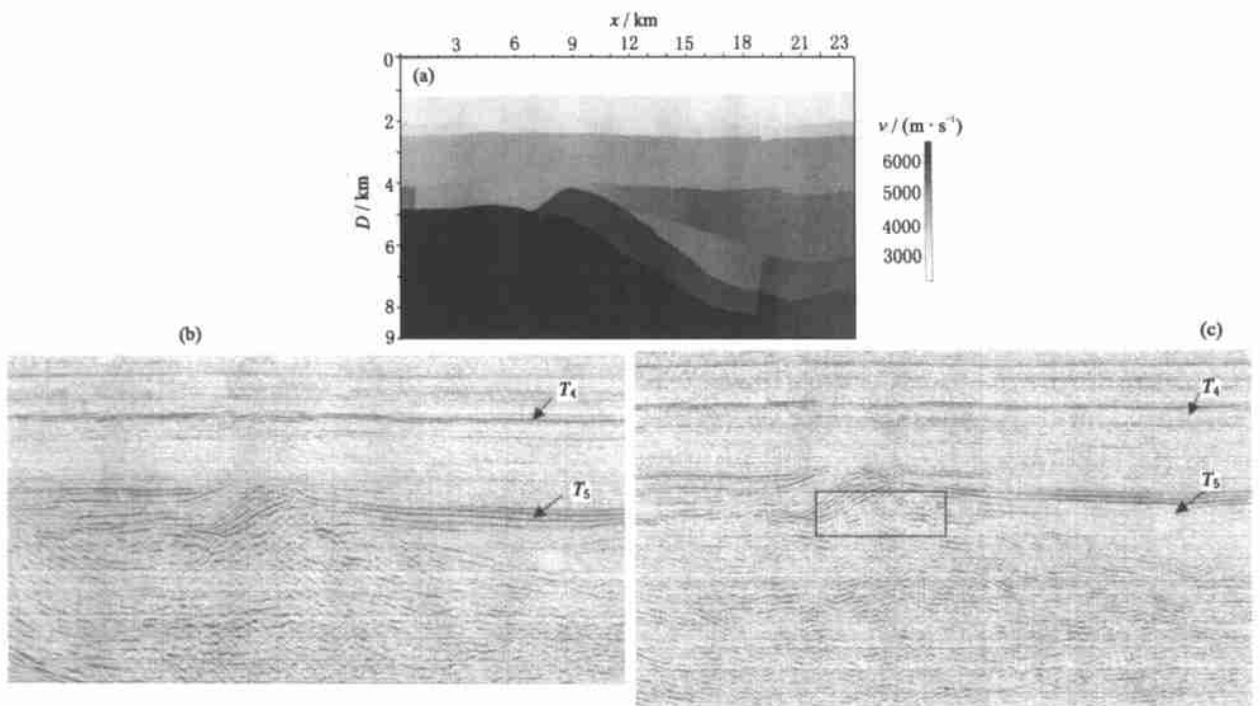 x / km
3 6 9 12 15 18 21 23
0
(a)
2
4
6
8
9
D / km
v / (m · s⁻¹)
6000
5000
4000
3000
(b)
T₄
T₅
(c)
T₄
T₅